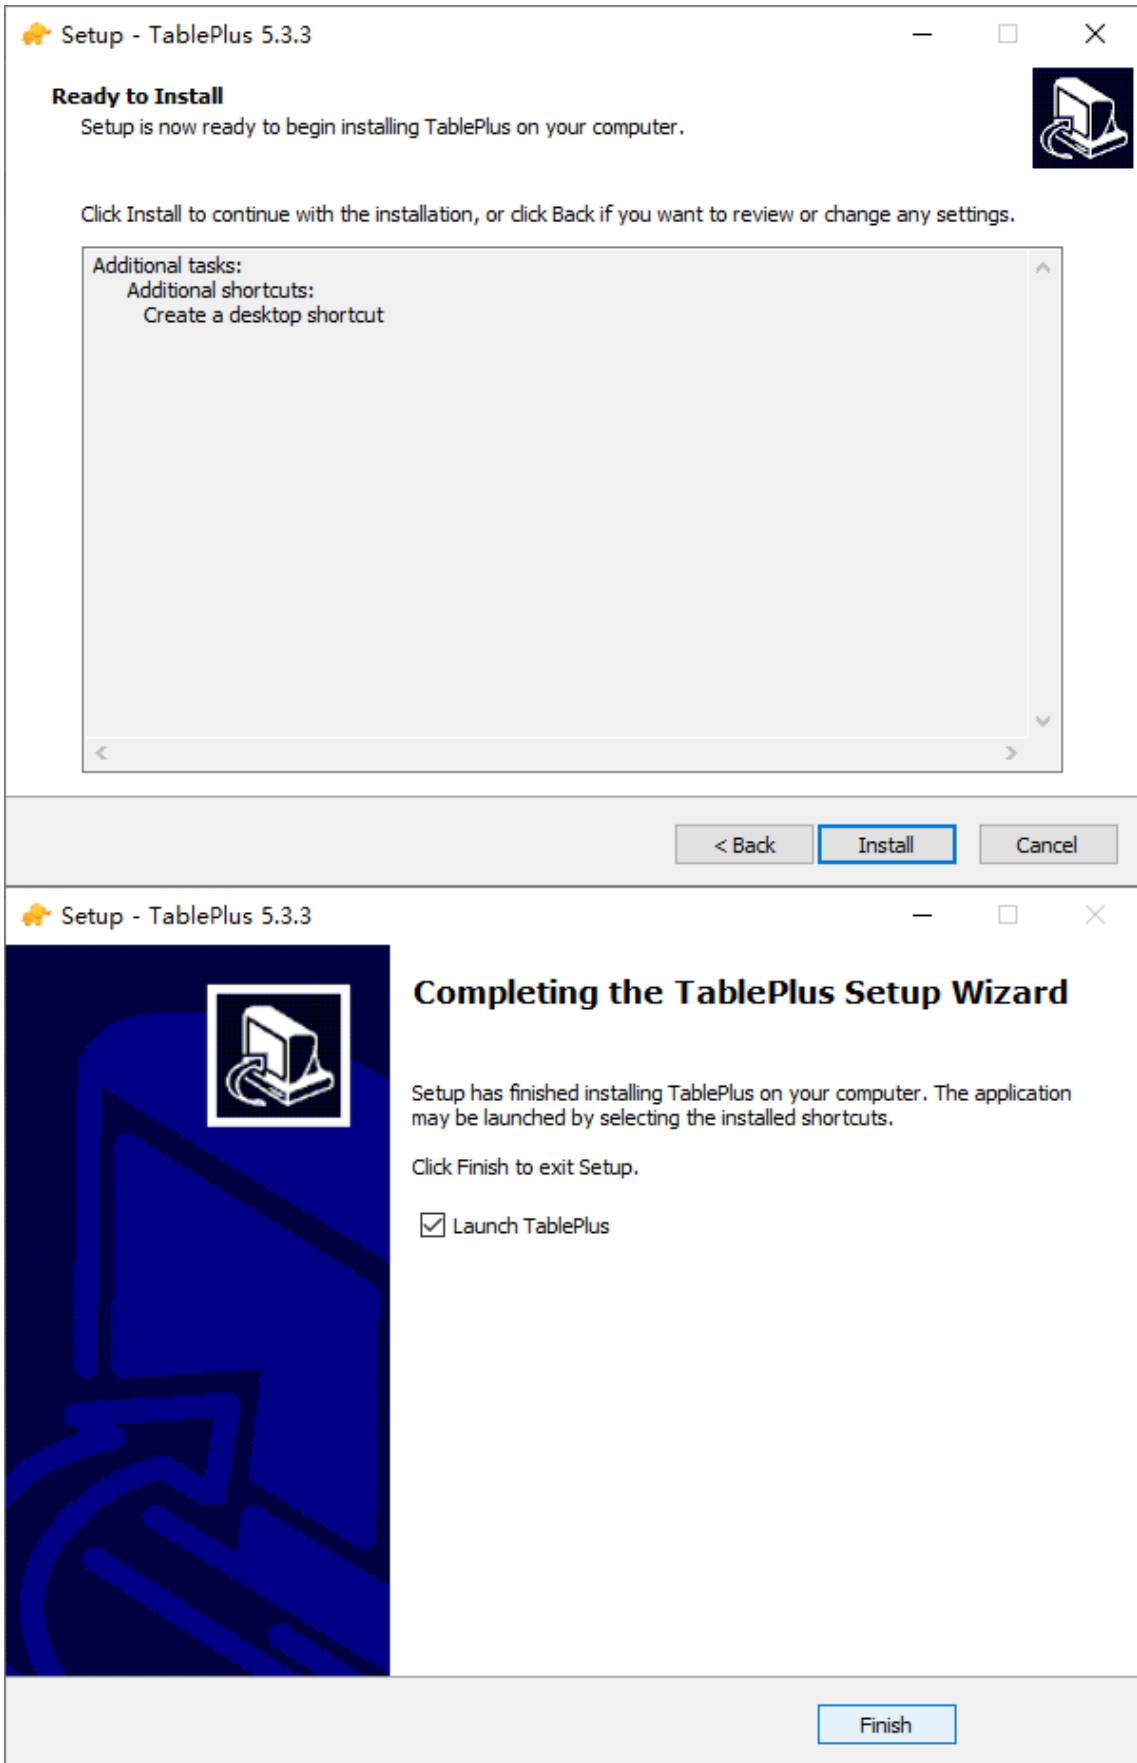 Setup - TablePlus 5.3.3
Ready to Install
Setup is now ready to begin installing TablePlus on your computer.
Click Install to continue with the installation, or click Back if you want to review or change any settings.
Additional tasks:
Additional shortcuts:
Create a desktop shortcut
< Back
Install
Cancel
Setup - TablePlus 5.3.3
Completing the TablePlus Setup Wizard
Setup has finished installing TablePlus on your computer. The application
may be launched by selecting the installed shortcuts.
Click Finish to exit Setup.
Launch TablePlus
Finish